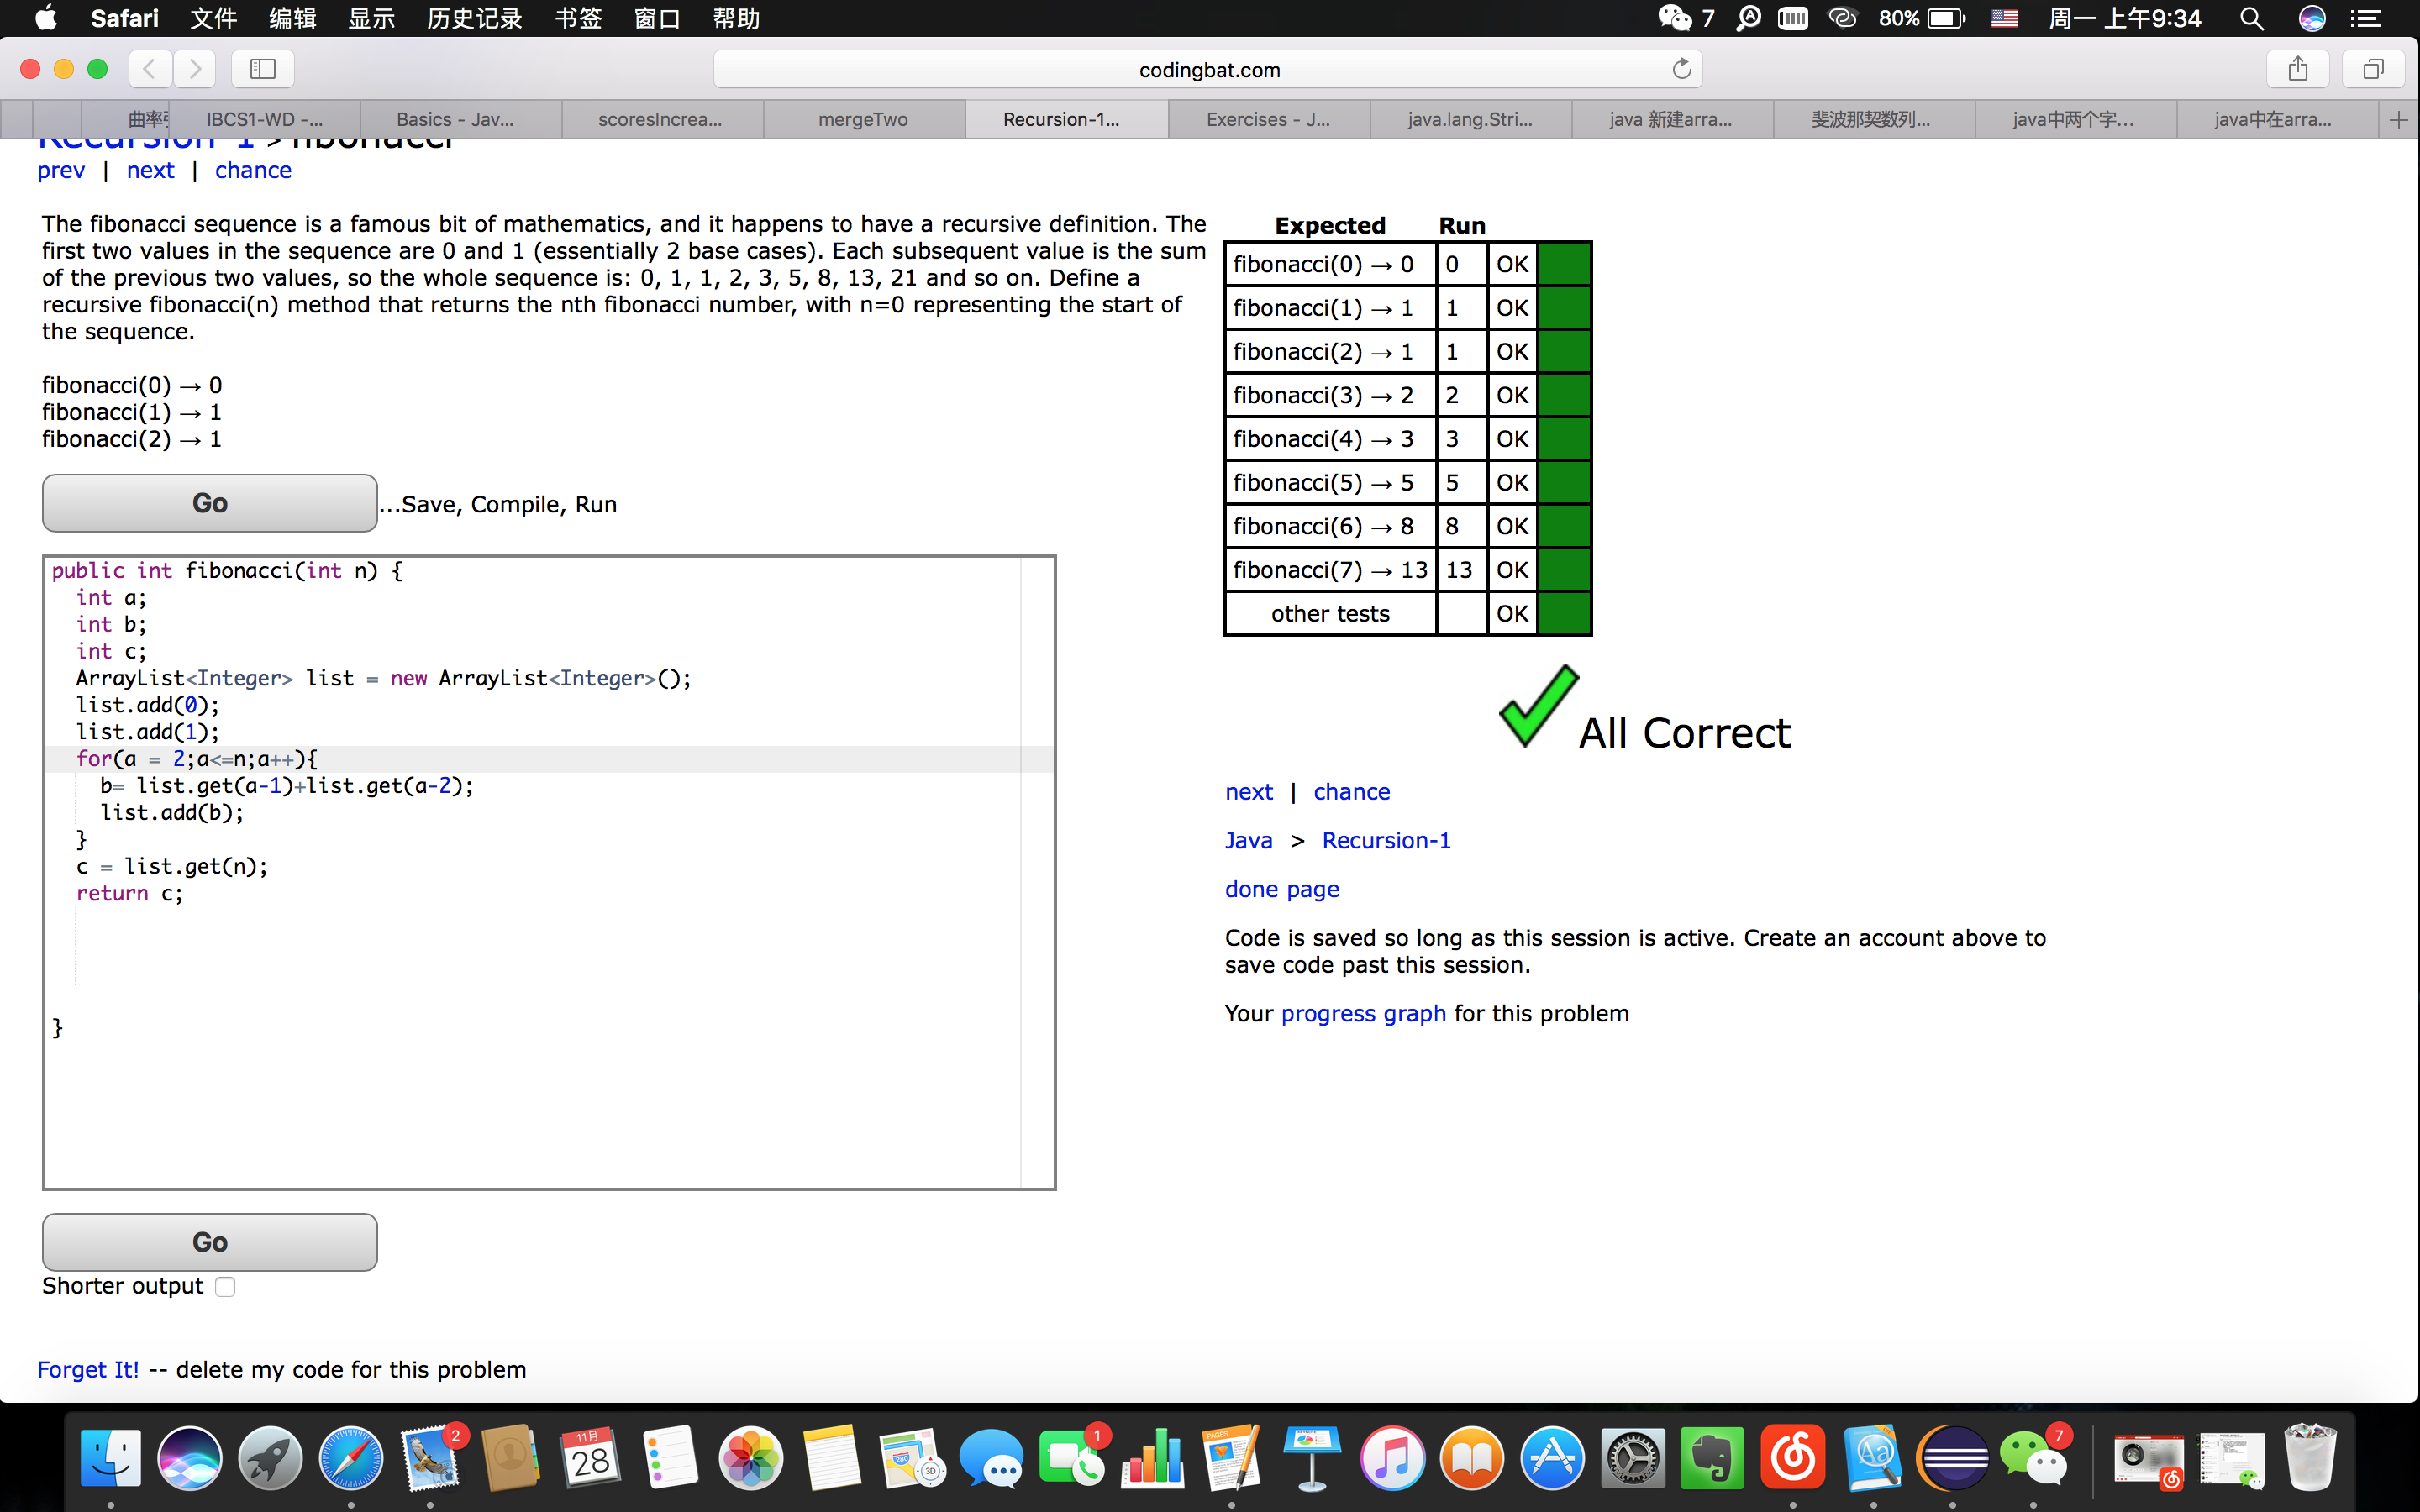 Safari 文件 编辑 显示 历史记录 书签 窗口 帮助 7 80% 周一 上午9:34
codingbat.com
曲率 IBCS1-WD -... Basics - Jav... scoresIncrea... mergeTwo Recursion-1... Exercises - J... java.lang.Stri... java 新建arra... 斐波那契数列... java中两个字... java中在arra...
Recursion-1 > fibonacci
prev | next | chance
The fibonacci sequence is a famous bit of mathematics, and it happens to have a recursive definition. The
first two values in the sequence are 0 and 1 (essentially 2 base cases). Each subsequent value is the sum
of the previous two values, so the whole sequence is: 0, 1, 1, 2, 3, 5, 8, 13, 21 and so on. Define a
recursive fibonacci(n) method that returns the nth fibonacci number, with n=0 representing the start of
the sequence.
fibonacci(0) → 0
fibonacci(1) → 1
fibonacci(2) → 1
Go ...Save, Compile, Run
public int fibonacci(int n) {
int a;
int b;
int c;
ArrayList<Integer> list = new ArrayList<Integer>();
list.add(0);
list.add(1);
for(a = 2;a<=n;a++){
b= list.get(a-1)+list.get(a-2);
list.add(b);
}
c = list.get(n);
return c;
}
Go
Shorter output
Forget It! -- delete my code for this problem
Expected Run
fibonacci(0) → 0 0 OK
fibonacci(1) → 1 1 OK
fibonacci(2) → 1 1 OK
fibonacci(3) → 2 2 OK
fibonacci(4) → 3 3 OK
fibonacci(5) → 5 5 OK
fibonacci(6) → 8 8 OK
fibonacci(7) → 13 13 OK
other tests OK
All Correct
next | chance
Java > Recursion-1
done page
Code is saved so long as this session is active. Create an account above to
save code past this session.
Your progress graph for this problem
2 11月 28 280 3D 1 PAGES Aa 7